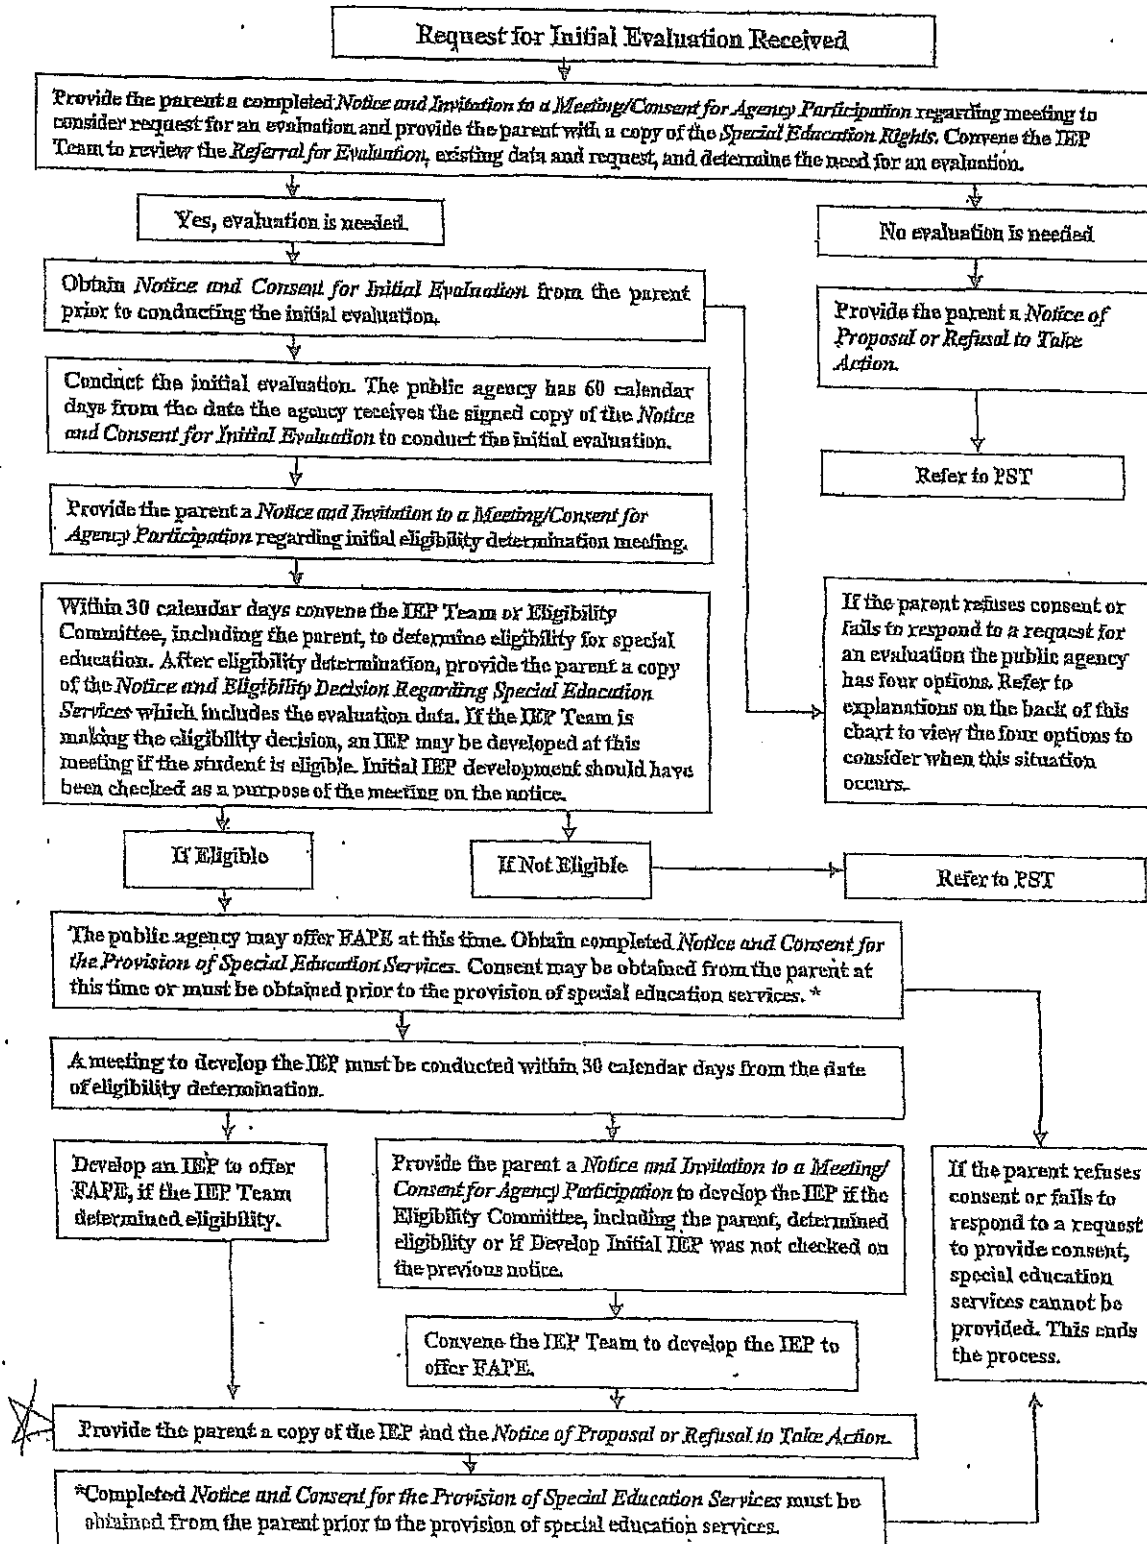 Request for Initial Evaluation Received
Provide the parent a completed Notice and Invitation to a Meeting/Consent for Agency Participation regarding meeting to
consider request for an evaluation and provide the parent with a copy of the Special Education Rights. Convene the IEP
Team to review the Referral for Evaluation, existing data and request, and determine the need for an evaluation.
Yes, evaluation is needed.
No evaluation is needed
Obtain Notice and Consent for Initial Evaluation from the parent
prior to conducting the initial evaluation.
Provide the parent a Notice of
Proposal or Refusal to Take
Action.
Conduct the initial evaluation. The public agency has 60 calendar
days from the date the agency receives the signed copy of the Notice
and Consent for Initial Evaluation to conduct the initial evaluation.
Refer to PST
Provide the parent a Notice and Invitation to a Meeting/Consent for
Agency Participation regarding initial eligibility determination meeting.
Within 30 calendar days convene the IEP Team or Eligibility
Committee, including the parent, to determine eligibility for special
education. After eligibility determination, provide the parent a copy
of the Notice and Eligibility Decision Regarding Special Education
Services which includes the evaluation data. If the IEP Team is
making the eligibility decision, an IEP may be developed at this
meeting if the student is eligible. Initial IEP development should have
been checked as a purpose of the meeting on the notice.
If the parent refuses consent or
fails to respond to a request for
an evaluation the public agency
has four options. Refer to
explanations on the back of this
chart to view the four options to
consider when this situation
occurs.
If Eligible
If Not Eligible
Refer to PST
The public agency may offer FAPE at this time. Obtain completed Notice and Consent for
the Provision of Special Education Services. Consent may be obtained from the parent at
this time or must be obtained prior to the provision of special education services. *
A meeting to develop the IEP must be conducted within 30 calendar days from the date
of eligibility determination.
Develop an IEP to offer
FAPE, if the IEP Team
determined eligibility.
Provide the parent a Notice and Invitation to a Meeting/
Consent for Agency Participation to develop the IEP if the
Eligibility Committee, including the parent, determined
eligibility or if Develop Initial IEP was not checked on
the previous notice.
If the parent refuses
consent or fails to
respond to a request
to provide consent,
special education
services cannot be
provided. This ends
the process.
Convene the IEP Team to develop the IEP to
offer FAPE.
Provide the parent a copy of the IEP and the Notice of Proposal or Refusal to Take Action.
*Completed Notice and Consent for the Provision of Special Education Services must be
obtained from the parent prior to the provision of special education services.